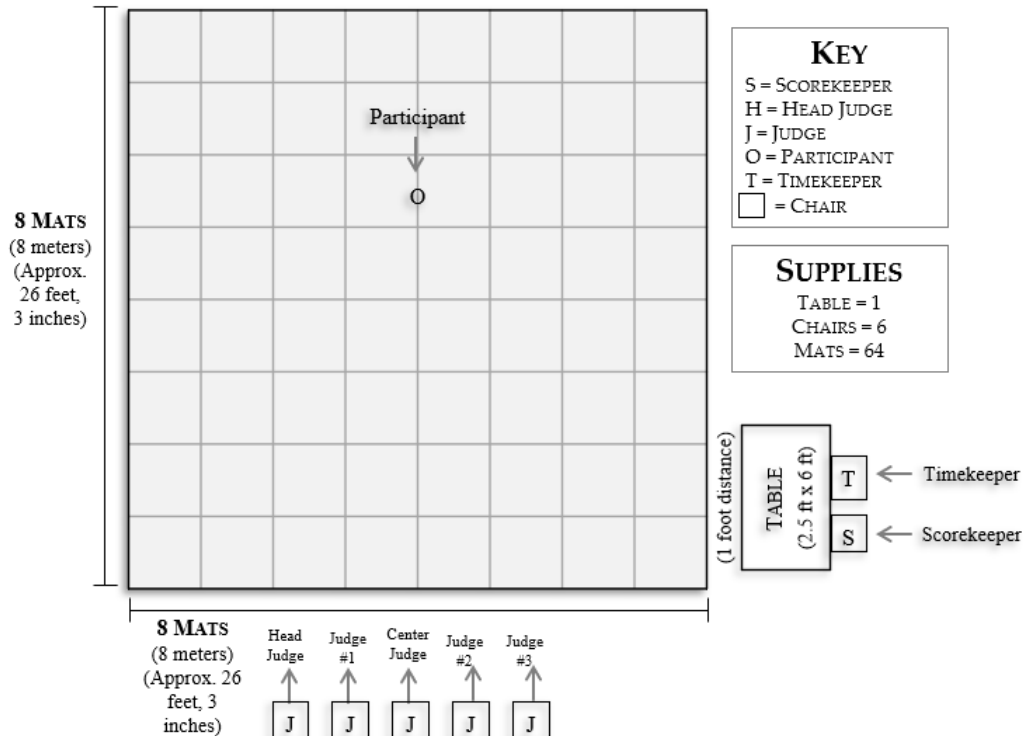 Participant
O
8 MATS
(8 meters)
(Approx.
26 feet,
3 inches)
KEY
S = SCOREKEEPER
H = HEAD JUDGE
J = JUDGE
O = PARTICIPANT
T = TIMEKEEPER
= CHAIR
SUPPLIES
TABLE = 1
CHAIRS = 6
MATS = 64
(1 foot distance)
TABLE
(2.5 ft x 6 ft)
T
Timekeeper
S
Scorekeeper
8 MATS
(8 meters)
(Approx. 26
feet, 3
inches)
Head
Judge
Judge
#1
Center
Judge
Judge
#2
Judge
#3
J
J
J
J
J